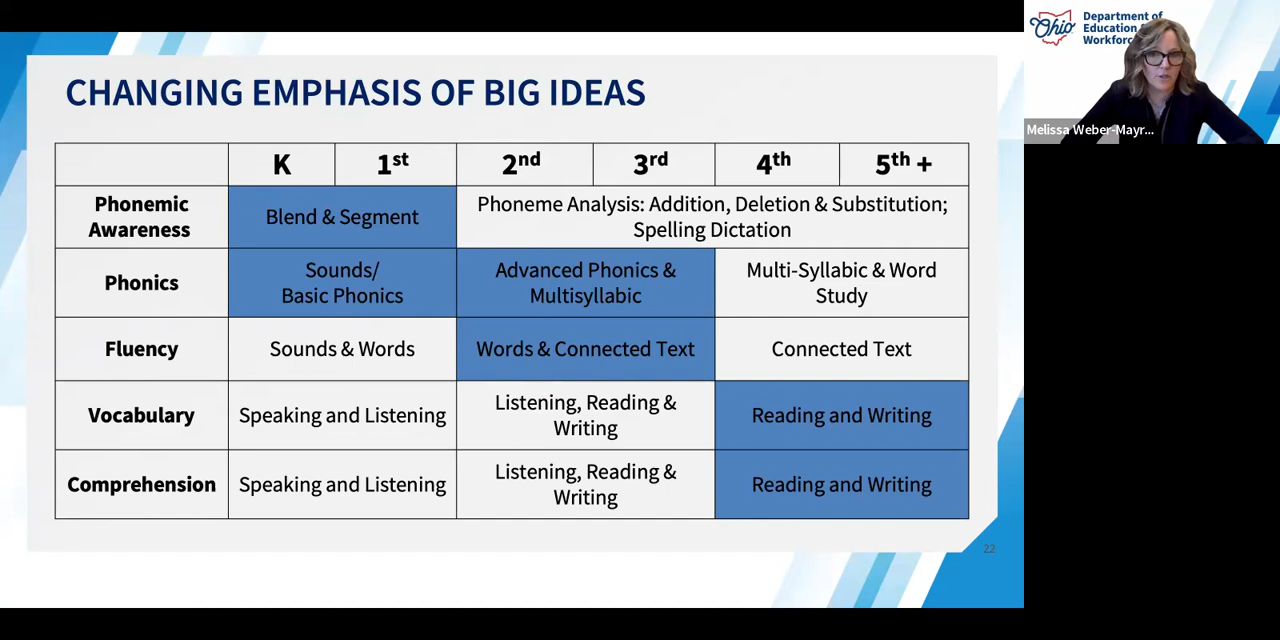 CHANGING EMPHASIS OF BIG IDEAS
K 1st 2nd 3rd 4th 5th +
Phonemic
Awareness
Blend & Segment
Phoneme Analysis: Addition, Deletion & Substitution;
Spelling Dictation
Phonics
Sounds/
Basic Phonics
Advanced Phonics &
Multisyllabic
Multi-Syllabic & Word
Study
Fluency
Sounds & Words
Words & Connected Text
Connected Text
Vocabulary
Speaking and Listening
Listening, Reading &
Writing
Reading and Writing
Comprehension
Speaking and Listening
Listening, Reading &
Writing
Reading and Writing
22
Ohio
Department of
Education
Melissa Weber-Mayr...